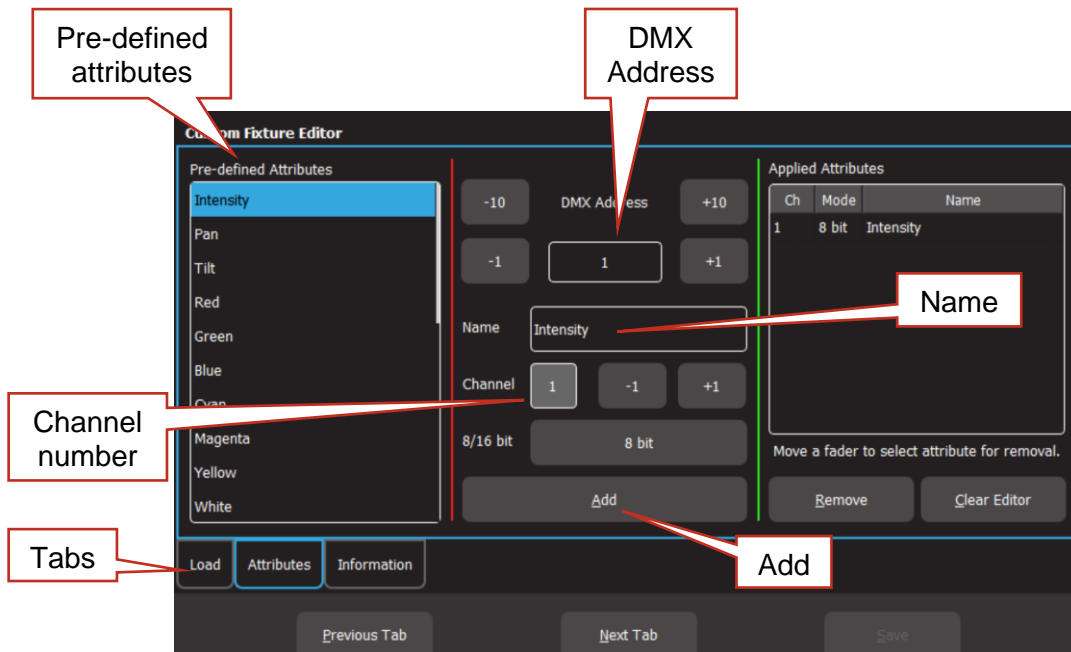 Pre-defined
attributes
DMX
Address
Custom Fixture Editor
Pre-defined Attributes
Intensity
Pan
Tilt
Red
Green
Blue
Cyan
Magenta
Yellow
White
-10
DMX Address
+10
-1
1
+1
Name
Intensity
Channel
1
-1
+1
8/16 bit
8 bit
Add
Applied Attributes
Ch Mode Name
1 8 bit Intensity
Name
Move a fader to select attribute for removal.
Remove
Clear Editor
Channel
number
Tabs
Load
Attributes
Information
Add
Previous Tab
Next Tab
Save